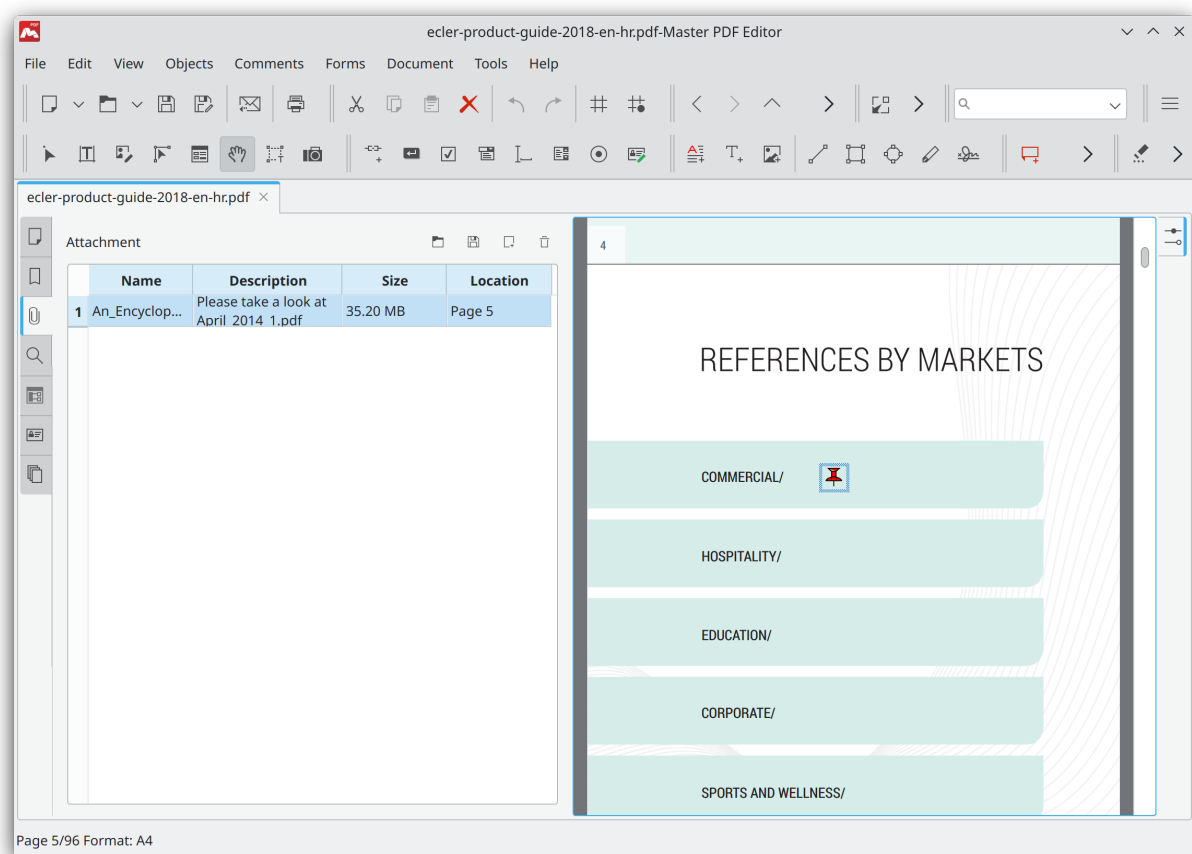 ecler-product-guide-2018-en-hr.pdf-Master PDF Editor
File Edit View Objects Comments Forms Document Tools Help
ecler-product-guide-2018-en-hr.pdf
Attachment
Name Description Size Location
1 An_Encyclop... Please take a look at 35.20 MB Page 5
April_2014_1.pdf
4
REFERENCES BY MARKETS
COMMERCIAL/
HOSPITALITY/
EDUCATION/
CORPORATE/
SPORTS AND WELLNESS/
Page 5/96 Format: A4